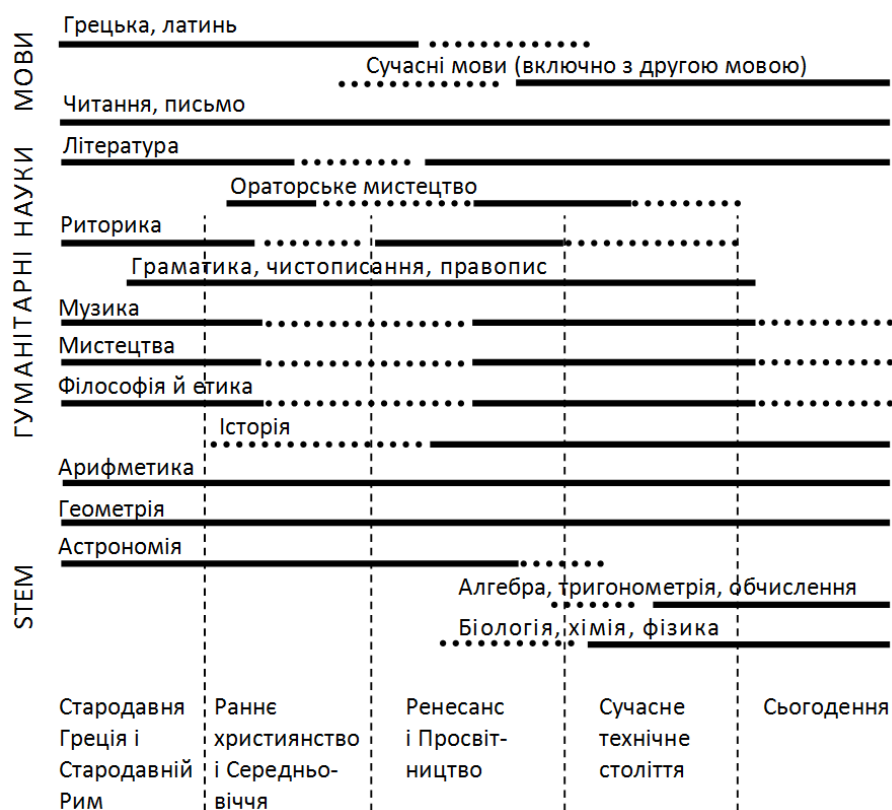 МОВИ
Грецька, латинь
Сучасні мови (включно з другою мовою)
Читання, письмо
ГУМАНІТАРНІ НАУКИ
Література
Ораторське мистецтво
Риторика
Граматика, чистописання, правопис
Музика
Мистецтва
Філософія й етика
Історія
STEM
Арифметика
Геометрія
Астрономія
Алгебра, тригонометрія, обчислення
Біологія, хімія, фізика
Стародавня
Греція і
Стародавній
Рим
Раннє
християнство
і Середньо-
віччя
Ренесанс
і Просвіт-
ництво
Сучасне
технічне
століття
Сьогодення